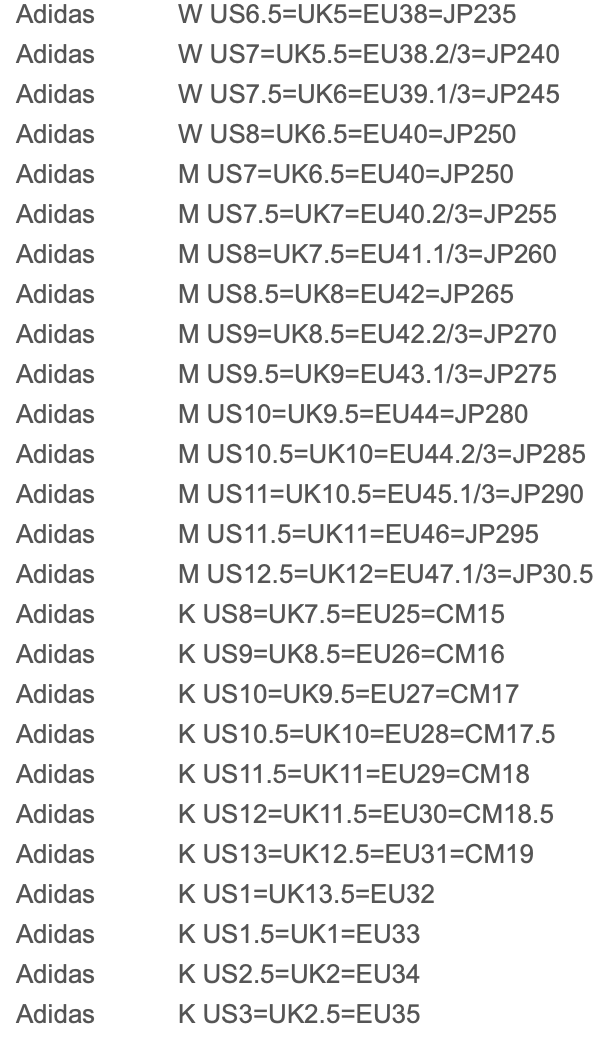 Adidas W US6.5=UK5=EU38=JP235
Adidas W US7=UK5.5=EU38.2/3=JP240
Adidas W US7.5=UK6=EU39.1/3=JP245
Adidas W US8=UK6.5=EU40=JP250
Adidas M US7=UK6.5=EU40=JP250
Adidas M US7.5=UK7=EU40.2/3=JP255
Adidas M US8=UK7.5=EU41.1/3=JP260
Adidas M US8.5=UK8=EU42=JP265
Adidas M US9=UK8.5=EU42.2/3=JP270
Adidas M US9.5=UK9=EU43.1/3=JP275
Adidas M US10=UK9.5=EU44=JP280
Adidas M US10.5=UK10=EU44.2/3=JP285
Adidas M US11=UK10.5=EU45.1/3=JP290
Adidas M US11.5=UK11=EU46=JP295
Adidas M US12.5=UK12=EU47.1/3=JP30.5
Adidas K US8=UK7.5=EU25=CM15
Adidas K US9=UK8.5=EU26=CM16
Adidas K US10=UK9.5=EU27=CM17
Adidas K US10.5=UK10=EU28=CM17.5
Adidas K US11.5=UK11=EU29=CM18
Adidas K US12=UK11.5=EU30=CM18.5
Adidas K US13=UK12.5=EU31=CM19
Adidas K US1=UK13.5=EU32
Adidas K US1.5=UK1=EU33
Adidas K US2.5=UK2=EU34
Adidas K US3=UK2.5=EU35